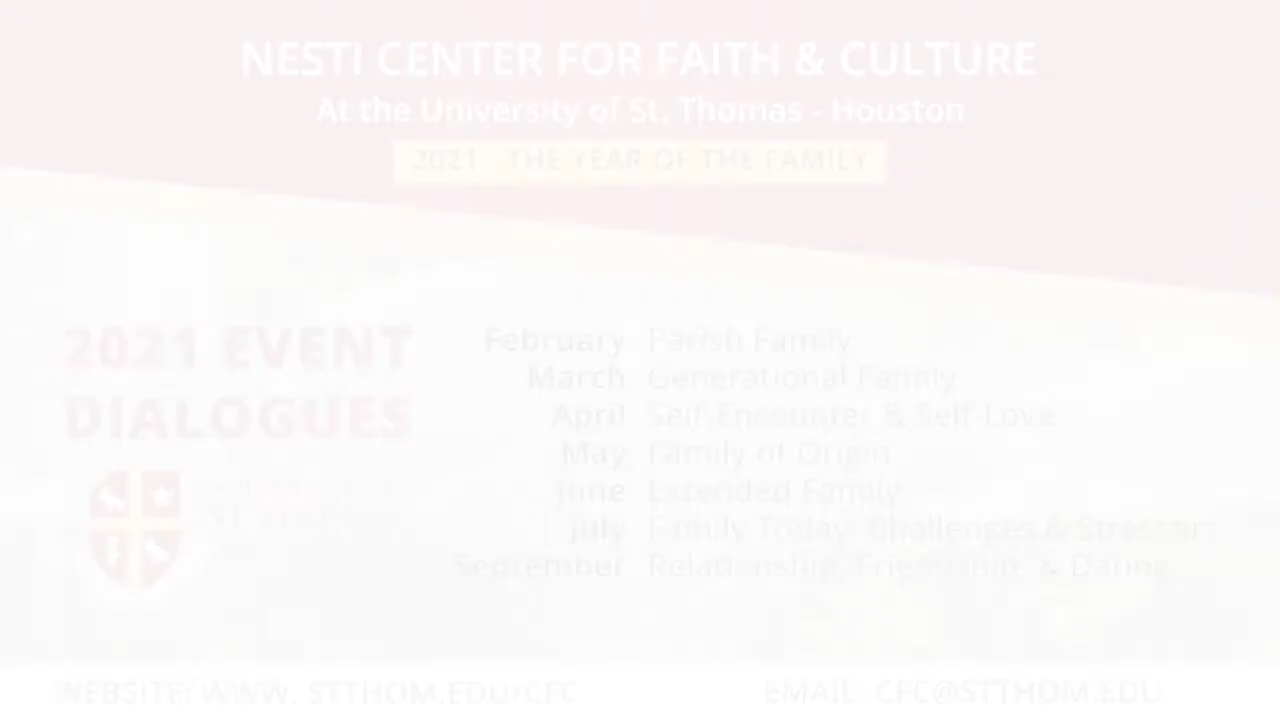 NESTI CENTER FOR FAITH & CULTURE
At the University of St. Thomas - Houston
2021 - THE YEAR OF THE FAMILY
2021 EVENT
DIALOGUES
February Parish Family
March Generational Family
April Self-Encounter & Self-Love
May Family of Origin
June Extended Family
July Family Today: Challenges & Stressors
September Relationship, Friendship, & Dating
WEBSITE: WWW. STTHOM.EDU/CFC
EMAIL: CFC@STTHOM.EDU